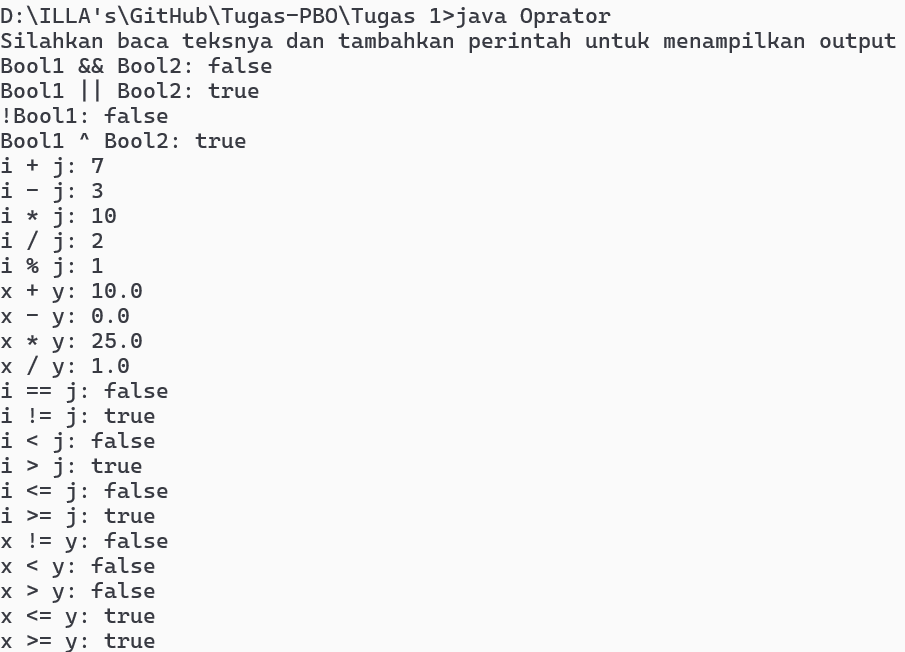 D:\ILLA's\GitHub\Tugas-PBO\Tugas 1>java Oprator
Silahkan baca teksnya dan tambahkan perintah untuk menampilkan output
Bool1 && Bool2: false
Bool1 || Bool2: true
!Bool1: false
Bool1 ^ Bool2: true
i + j: 7
i - j: 3
i * j: 10
i / j: 2
i % j: 1
x + y: 10.0
x - y: 0.0
x * y: 25.0
x / y: 1.0
i == j: false
i != j: true
i < j: false
i > j: true
i <= j: false
i >= j: true
x != y: false
x < y: false
x > y: false
x <= y: true
x >= y: true